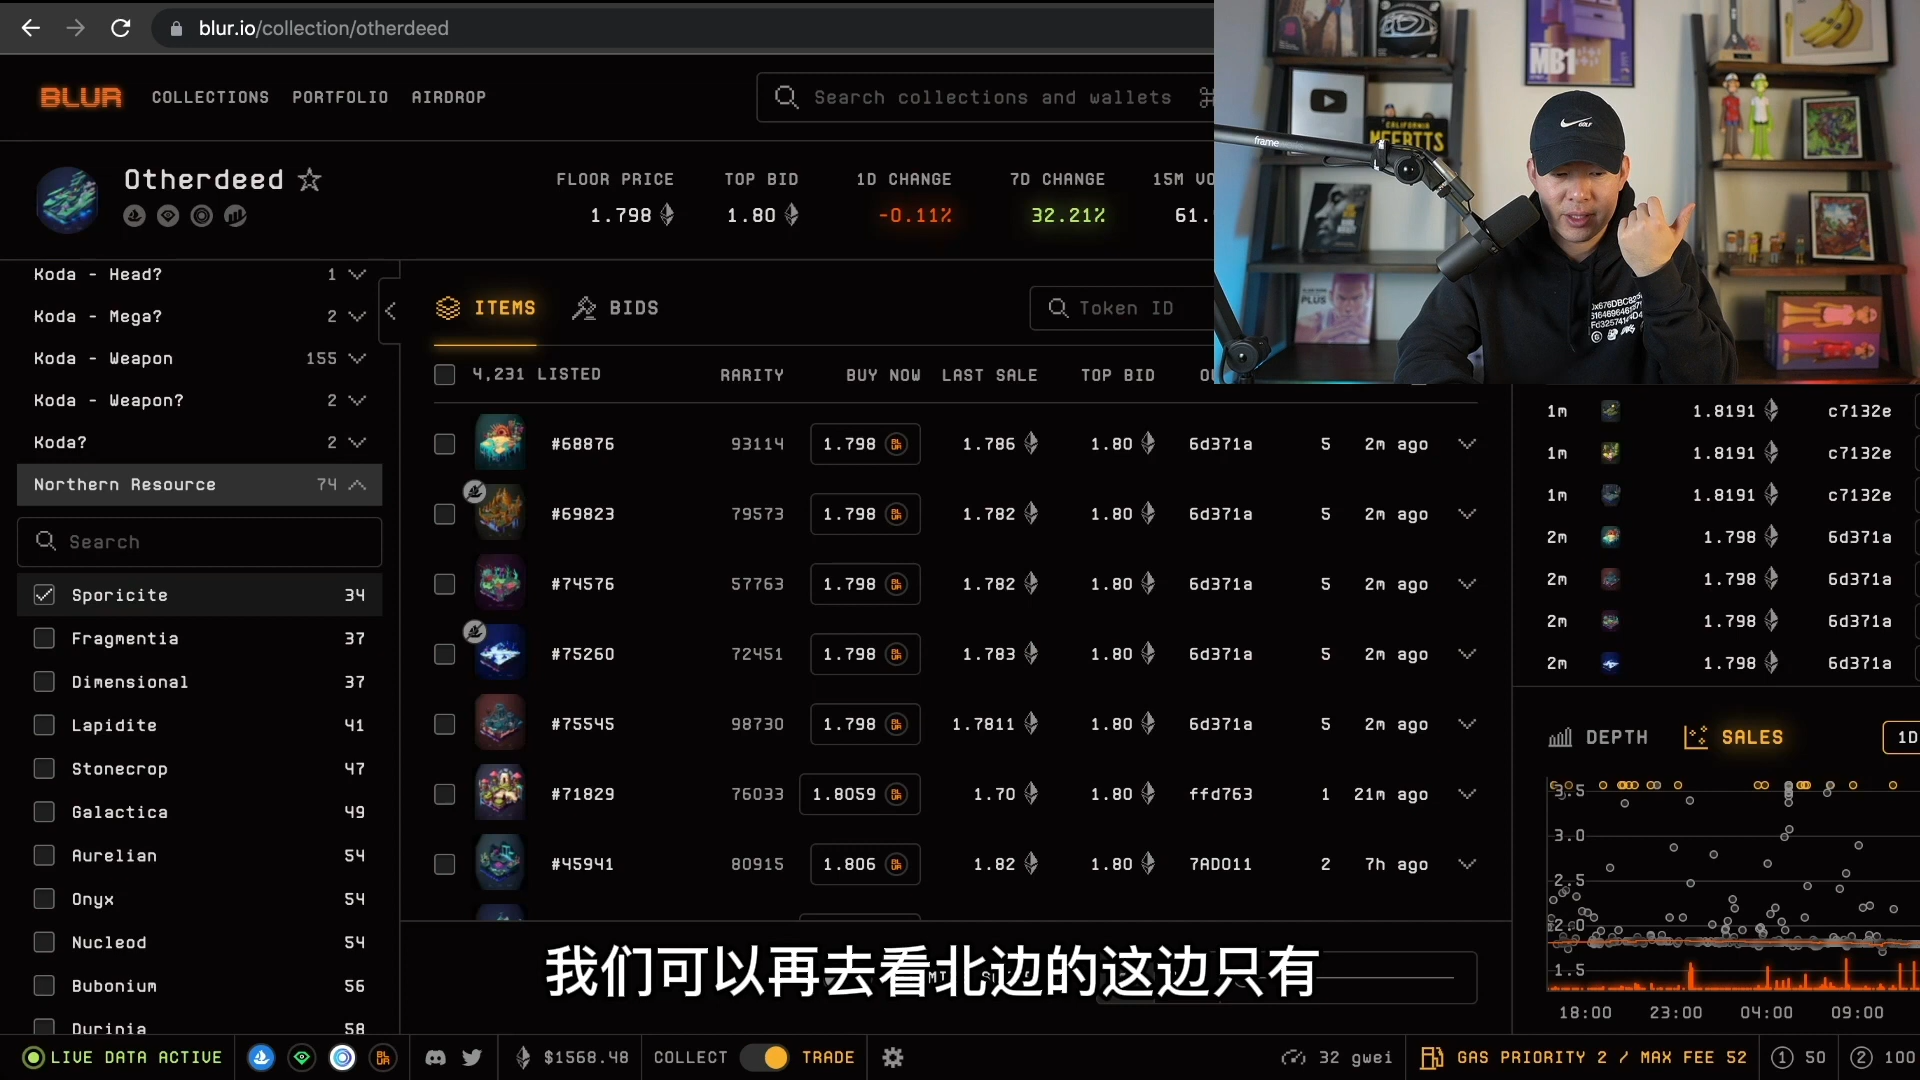 blur.io/collection/otherdeed
BLUR COLLECTIONS PORTFOLIO AIRDROP
Search collections and wallets
Otherdeed
FLOOR PRICE TOP BID 1D CHANGE 7D CHANGE
1.798 1.80 -0.11% 32.21%
Koda - Head? 1
Koda - Mega? 2
Koda - Weapon 155
Koda - Weapon? 2
Koda? 2
Northern Resource 74
Search
Sporicite 34
Fragmentia 37
Dimensional 37
Lapidite 41
Stonecrop 47
Galactica 49
Aurelian 54
Onyx 54
Nucleod 54
Bubonium 56
Durinia 58
ITEMS BIDS Token ID
4,231 LISTED RARITY BUY NOW LAST SALE TOP BID
#68876 93114 1.798 1.786 1.80 6d371a 5 2m ago
#69823 79573 1.798 1.782 1.80 6d371a 5 2m ago
#74576 57763 1.798 1.782 1.80 6d371a 5 2m ago
#75260 72451 1.798 1.783 1.80 6d371a 5 2m ago
#75545 98730 1.798 1.7811 1.80 6d371a 5 2m ago
#71829 76033 1.8059 1.70 1.80 ffd763 1 21m ago
#45941 80915 1.806 1.82 1.80 7AD011 2 7h ago
frame
CALIFORNIA
MB1
PLUS
GOLF
1m 1.8191 c7132e
1m 1.8191 c7132e
1m 1.8191 c7132e
2m 1.798 6d371a
2m 1.798 6d371a
2m 1.798 6d371a
2m 1.798 6d371a
DEPTH SALES 1D
3.5
3.0
2.5
2.0
1.5
18:00 23:00 04:00 09:00
我们可以再去看北边的这边只有
LIVE DATA ACTIVE $1568.48 COLLECT TRADE 32 gwei GAS PRIORITY 2 / MAX FEE 52 1 50 2 100